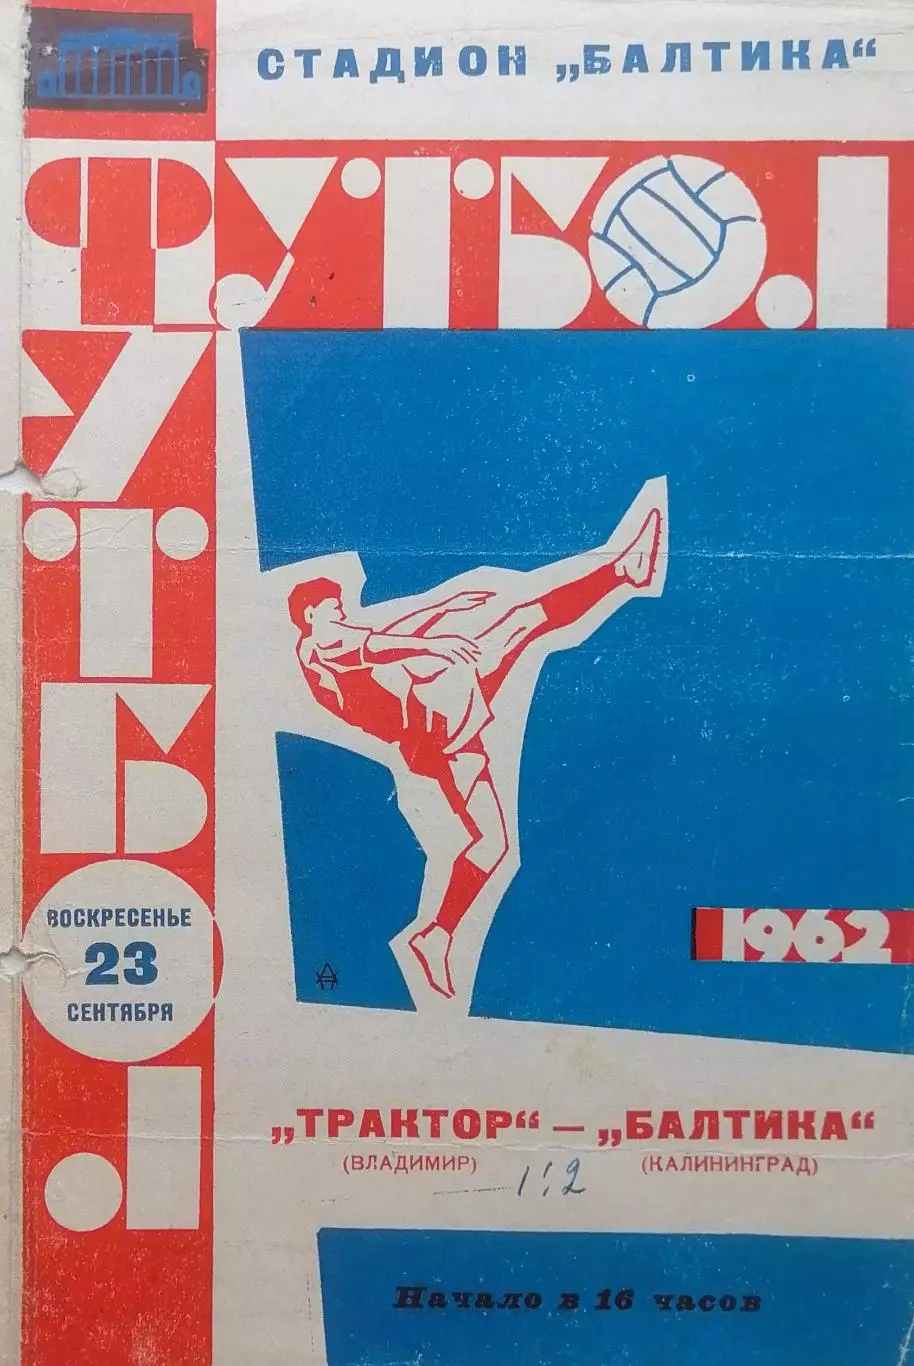 СТАДИОН „БАЛТИКА“
ФУТБОЛ
ФУТБОЛ
ВОСКРЕСЕНЬЕ
23
СЕНТЯБРЯ
1962
„ТРАКТОР“ — „БАЛТИКА“
(ВЛАДИМИР) (КАЛИНИНГРАД)
1:2
Начало в 16 часов